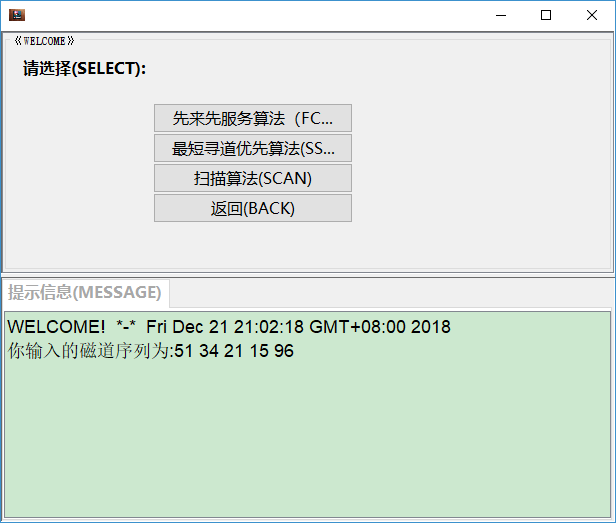 《WELCOME》
请选择(SELECT):
先来先服务算法（FC...
最短寻道优先算法(SS...
扫描算法(SCAN)
返回(BACK)
提示信息(MESSAGE)
WELCOME!  *-*  Fri Dec 21 21:02:18 GMT+08:00 2018
你输入的磁道序列为:51 34 21 15 96